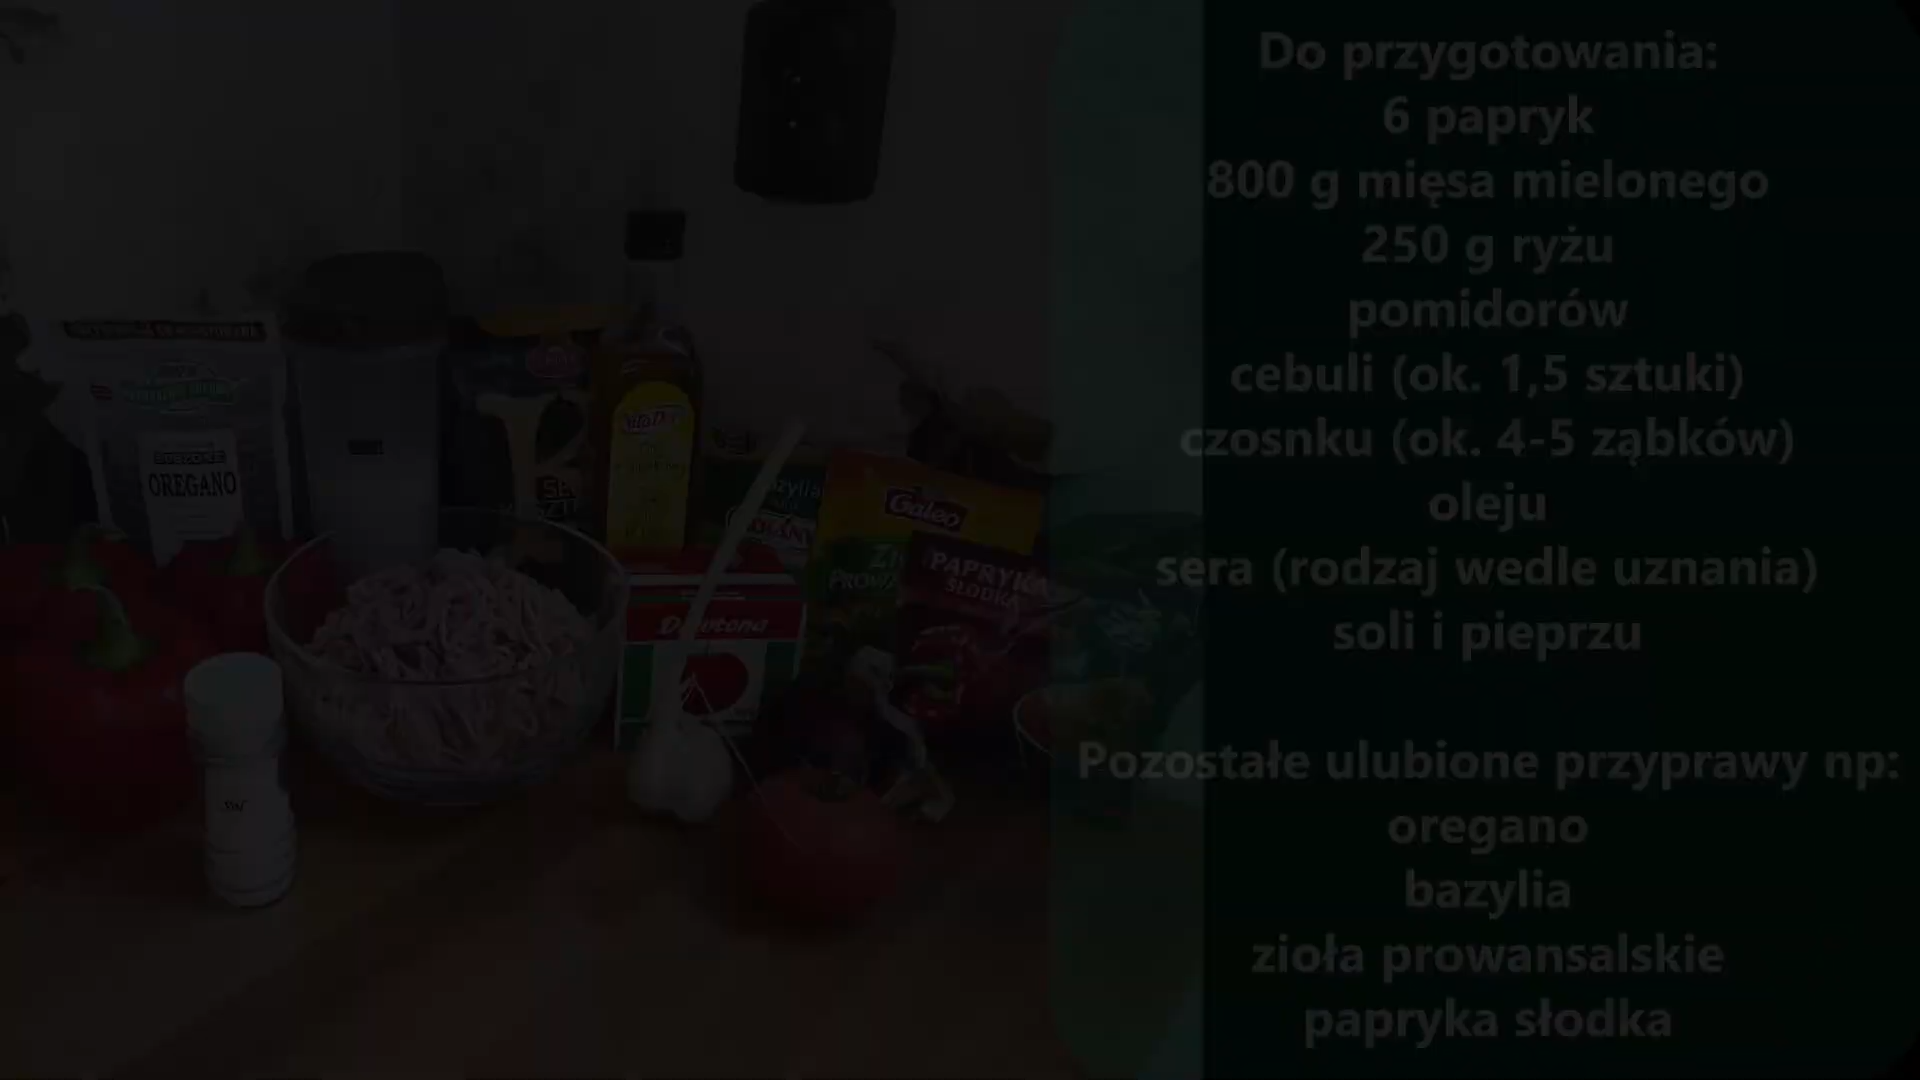 Do przygotowania:
6 papryk
800 g mięsa mielonego
250 g ryżu
pomidorów
cebuli (ok. 1,5 sztuki)
czosnku (ok. 4-5 ząbków)
oleju
sera (rodzaj wedle uznania)
soli i pieprzu
Pozostałe ulubione przyprawy np:
oregano
bazylia
zioła prowansalskie
papryka słodka
OREGANO
Galeo
PAPRYKA
SŁODKA